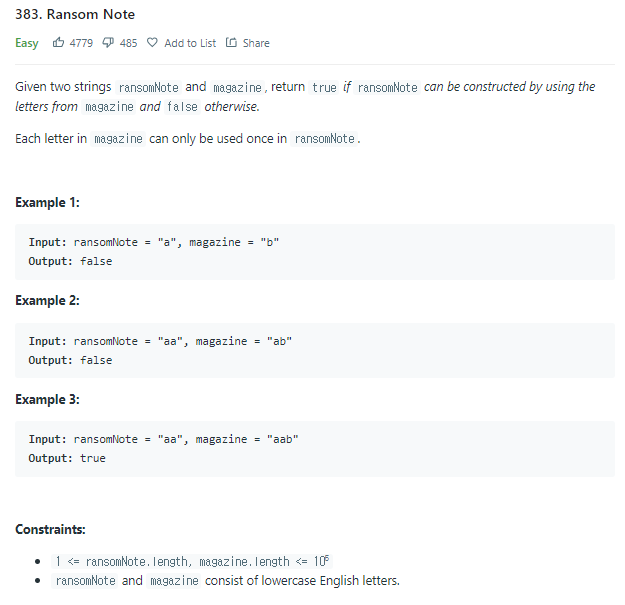 383. Ransom Note
Easy 4779 485 Add to List Share
Given two strings ransomNote and magazine, return true if ransomNote can be constructed by using the
letters from magazine and false otherwise.
Each letter in magazine can only be used once in ransomNote.
Example 1:
Input: ransomNote = "a", magazine = "b"
Output: false
Example 2:
Input: ransomNote = "aa", magazine = "ab"
Output: false
Example 3:
Input: ransomNote = "aa", magazine = "aab"
Output: true
Constraints:
• 1 <= ransomNote.length, magazine.length <= 10⁵
• ransomNote and magazine consist of lowercase English letters.